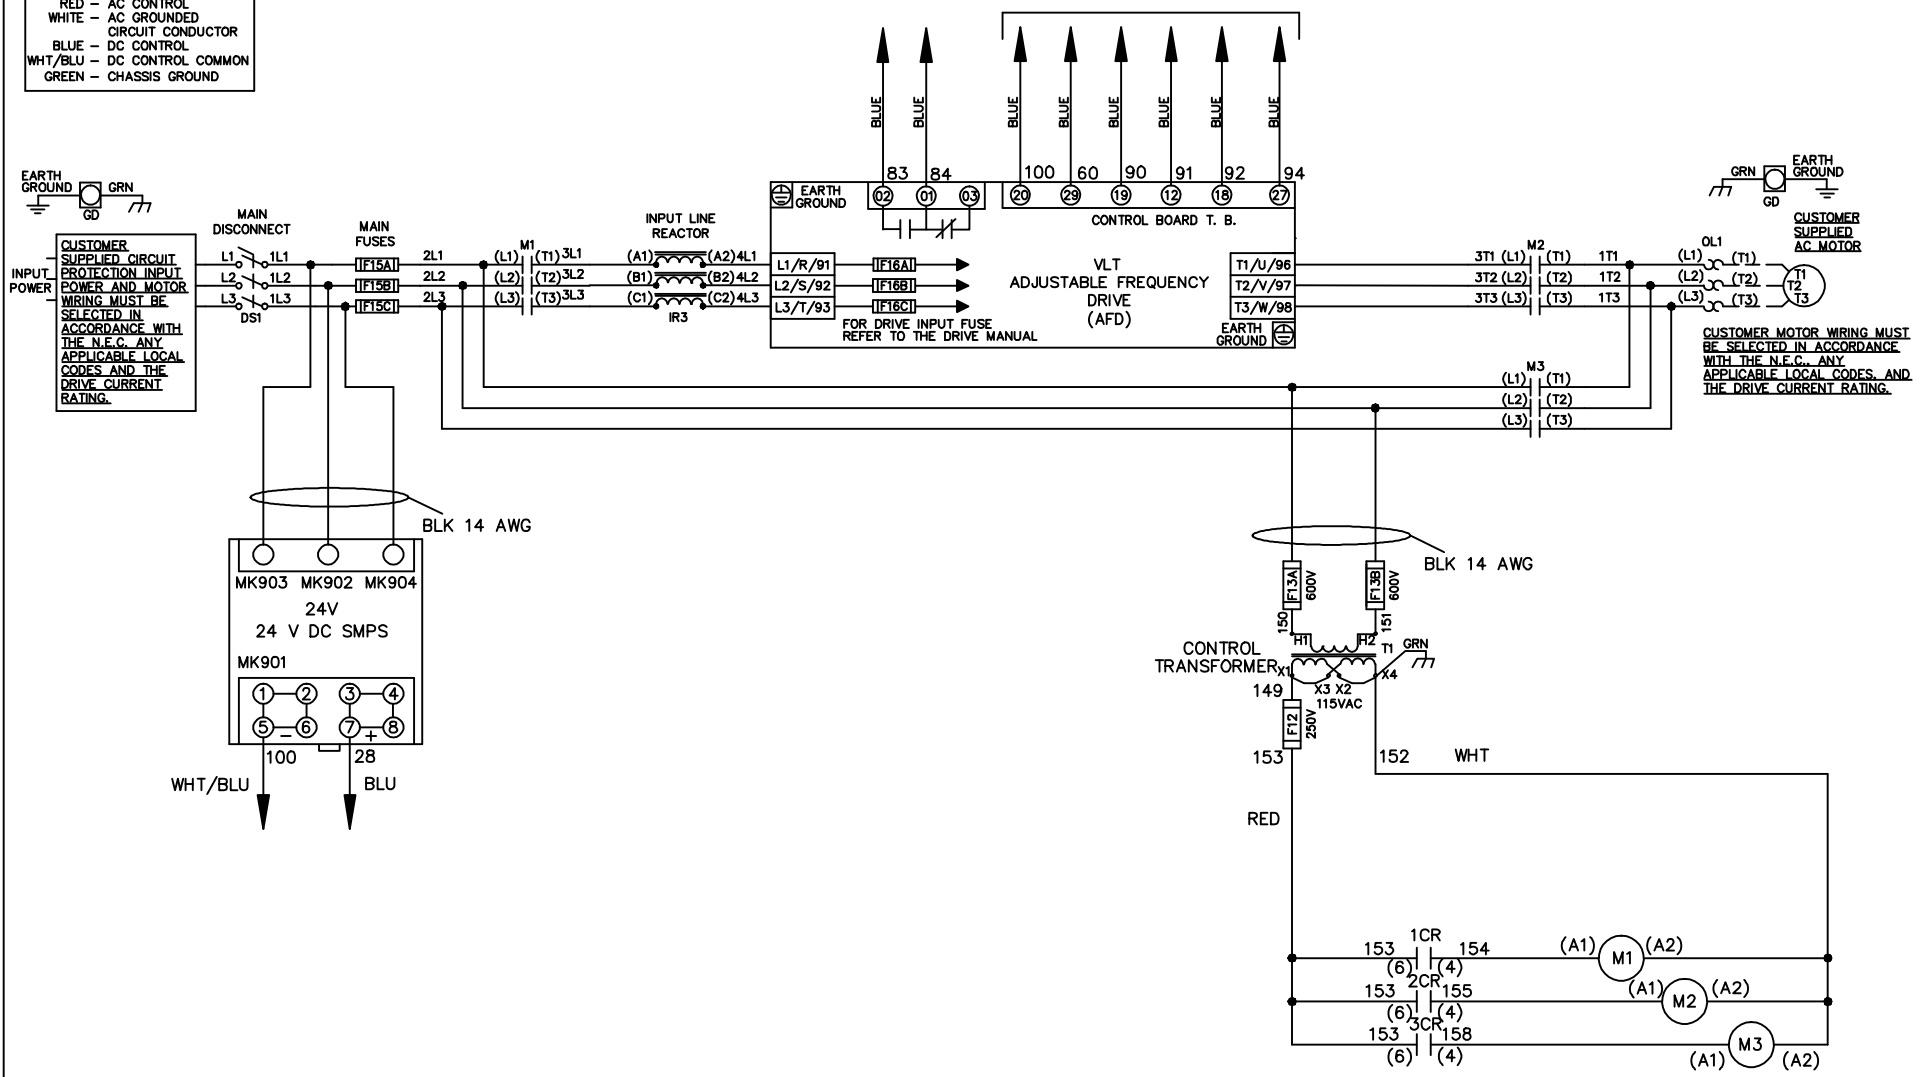 RED – AC CONTROL
WHITE – AC GROUNDED
CIRCUIT CONDUCTOR
BLUE – DC CONTROL
WHT/BLU – DC CONTROL COMMON
GREEN – CHASSIS GROUND
BLUE
BLUE
BLUE
BLUE
BLUE
BLUE
BLUE
BLUE
83
84
100
60
90
91
92
94
02
01
03
20
29
19
12
18
27
EARTH
GROUND
CONTROL BOARD T. B.
EARTH
GROUND
GRN
GD
MAIN
DISCONNECT
MAIN
FUSES
INPUT LINE
REACTOR
INPUT
POWER
CUSTOMER
SUPPLIED CIRCUIT
PROTECTION INPUT
POWER AND MOTOR
WIRING MUST BE
SELECTED IN
ACCORDANCE WITH
THE N.E.C. ANY
APPLICABLE LOCAL
CODES AND THE
DRIVE CURRENT
RATING.
L1 1L1 F15A 2L1 (L1) M1 (T1) 3L1 (A1) (A2) 4L1 L1/R/91 F16A
L2 1L2 F15B 2L2 (L2) (T2) 3L2 (B1) (B2) 4L2 L2/S/92 F16B
L3 1L3 F15C 2L3 (L3) (T3) 3L3 (C1) (C2) 4L3 L3/T/93 F16C
DS1
IR3
VLT
ADJUSTABLE FREQUENCY
DRIVE
(AFD)
FOR DRIVE INPUT FUSE
REFER TO THE DRIVE MANUAL
EARTH
GROUND
T1/U/96 3T1 (L1) M2 (T1) 1T1 (L1) OL1 (T1) T1
T2/V/97 3T2 (L2) (T2) 1T2 (L2) (T2) T2
T3/W/98 3T3 (L3) (T3) 1T3 (L3) (T3) T3
GRN
EARTH
GROUND
GD
CUSTOMER
SUPPLIED
AC MOTOR
CUSTOMER MOTOR WIRING MUST
BE SELECTED IN ACCORDANCE
WITH THE N.E.C., ANY
APPLICABLE LOCAL CODES, AND
THE DRIVE CURRENT RATING.
M3
(L1) (T1)
(L2) (T2)
(L3) (T3)
BLK 14 AWG
MK903 MK902 MK904
24V
24 V DC SMPS
MK901
1 2 3 4
5 – 6 7 + 8
100
28
WHT/BLU
BLU
BLK 14 AWG
F13A
600V
F13B
600V
150
151
H1
H2
T1
GRN
CONTROL
TRANSFORMER
X1
X3 X2
X4
115VAC
149
F12
250V
153
152
WHT
RED
153 1CR 154 (A1) M1 (A2)
(6) (4)
153 2CR 155 (A1) M2 (A2)
(6) (4)
153 3CR 158 M3
(6) (4) (A1) (A2)